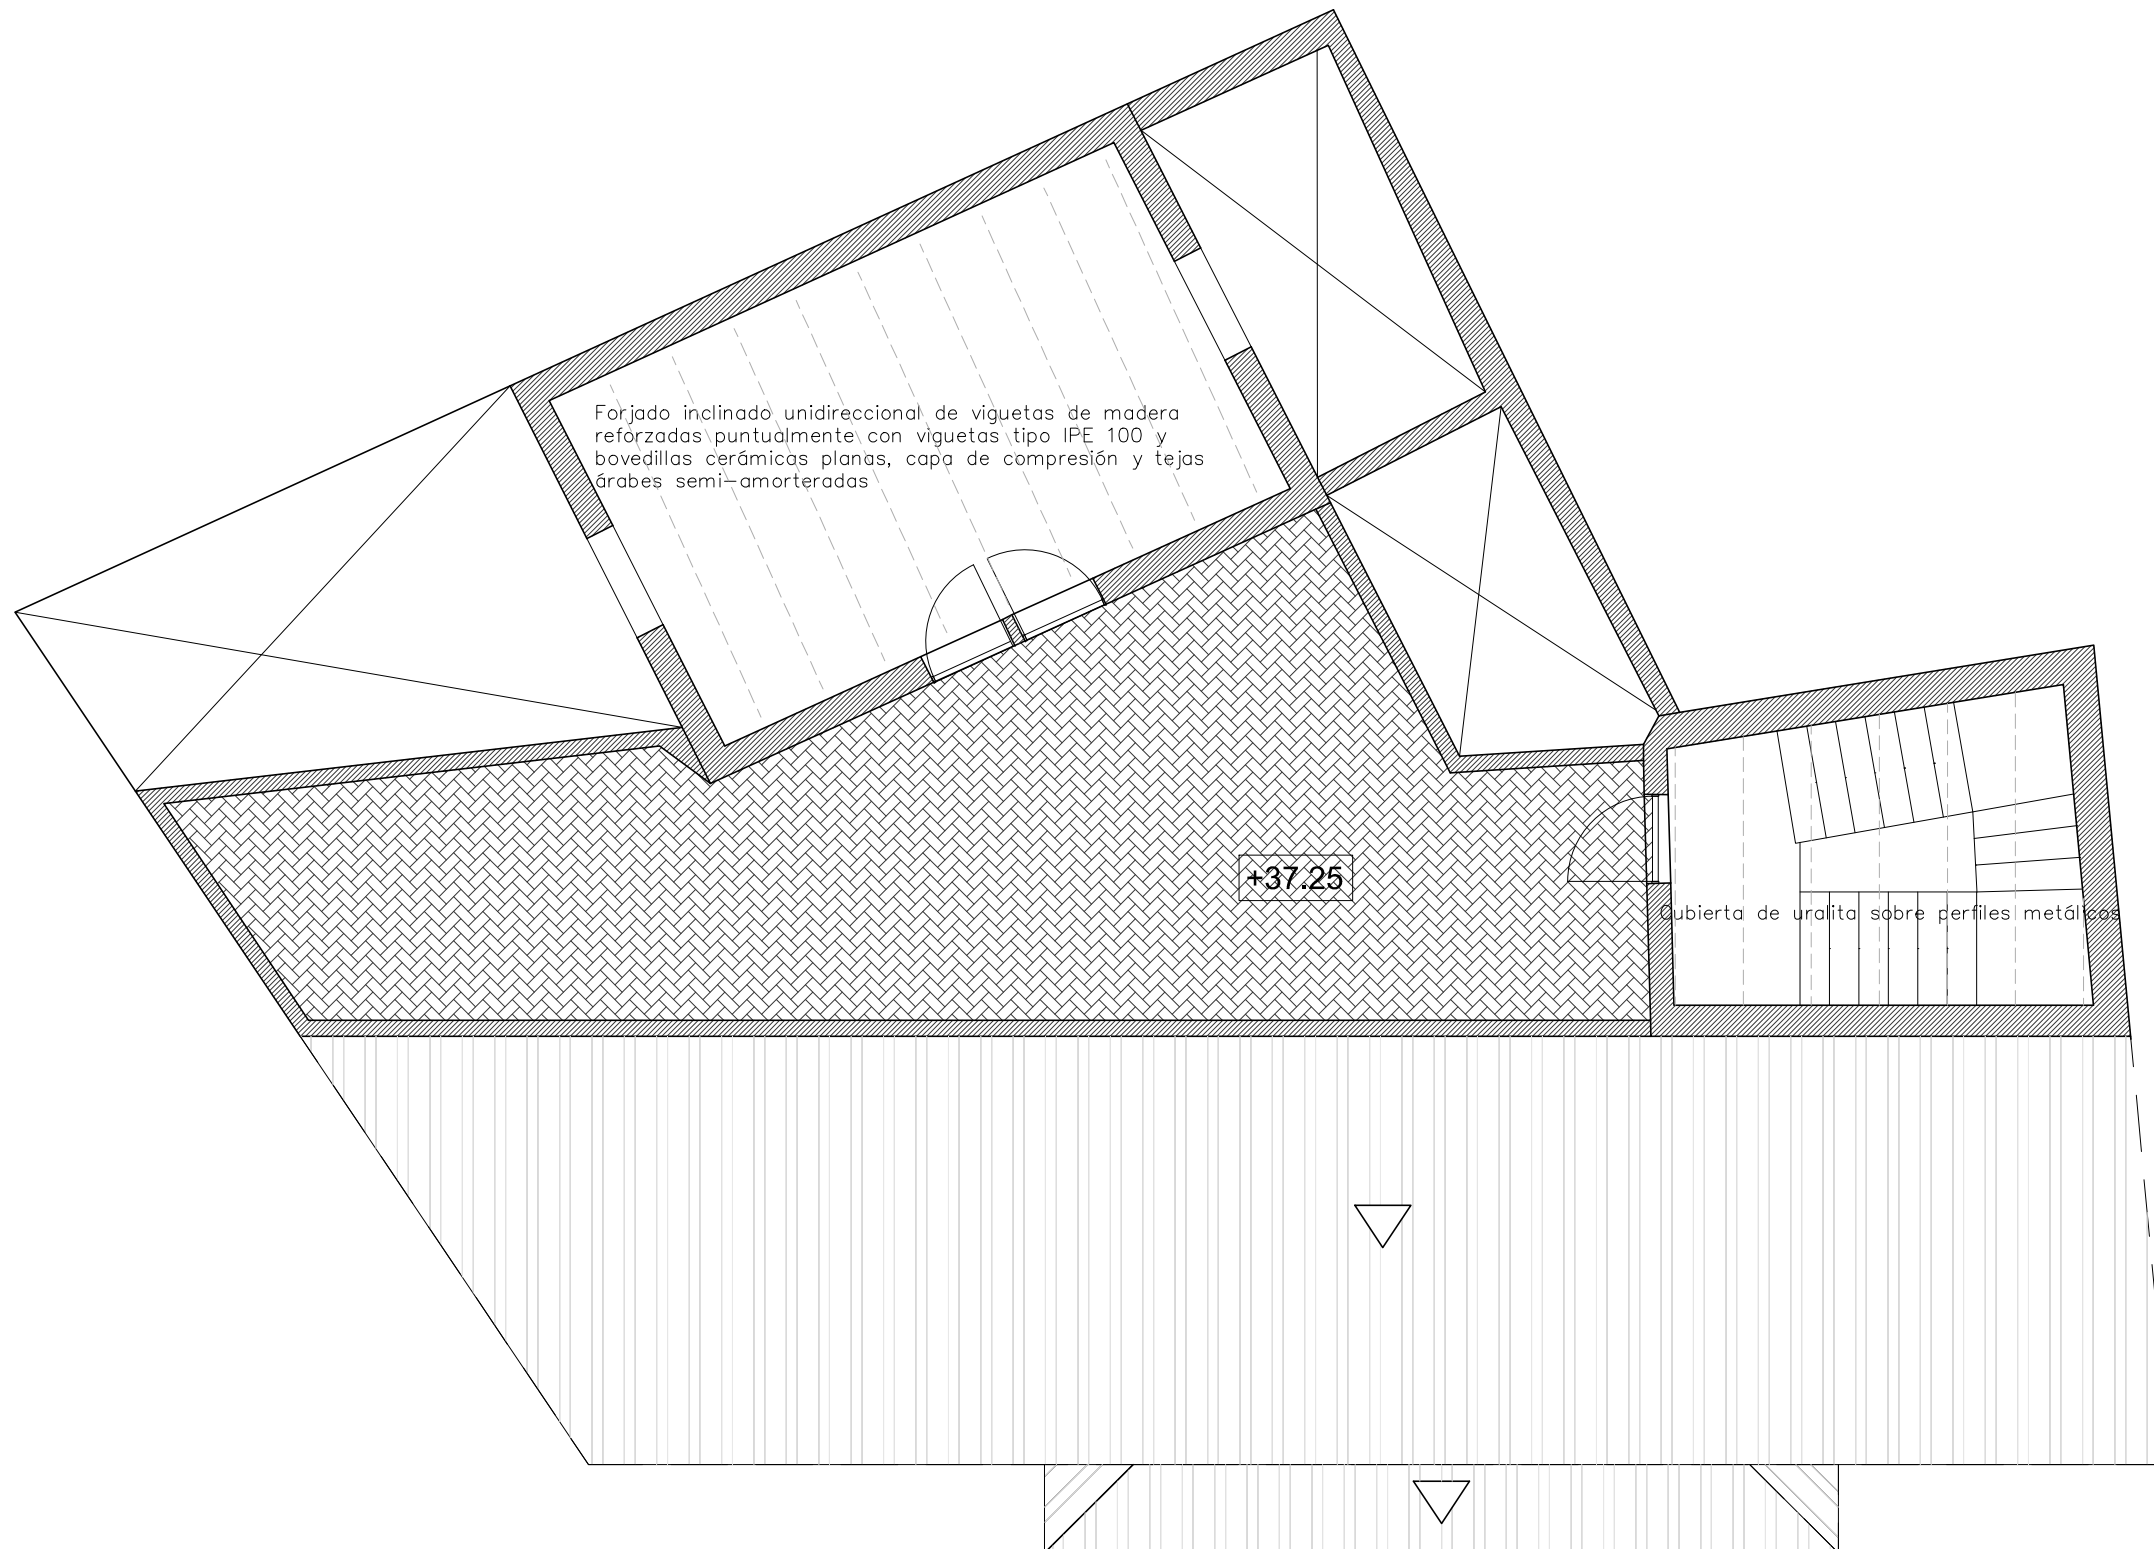 Forjado inclinado unidireccional de viguetas de madera
reforzadas puntualmente con viguetas tipo IPE 100 y
bovedillas cerámicas planas, capa de compresión y tejas
árabes semi-amorteradas
+37.25
Cubierta de uralita sobre perfiles metálicos